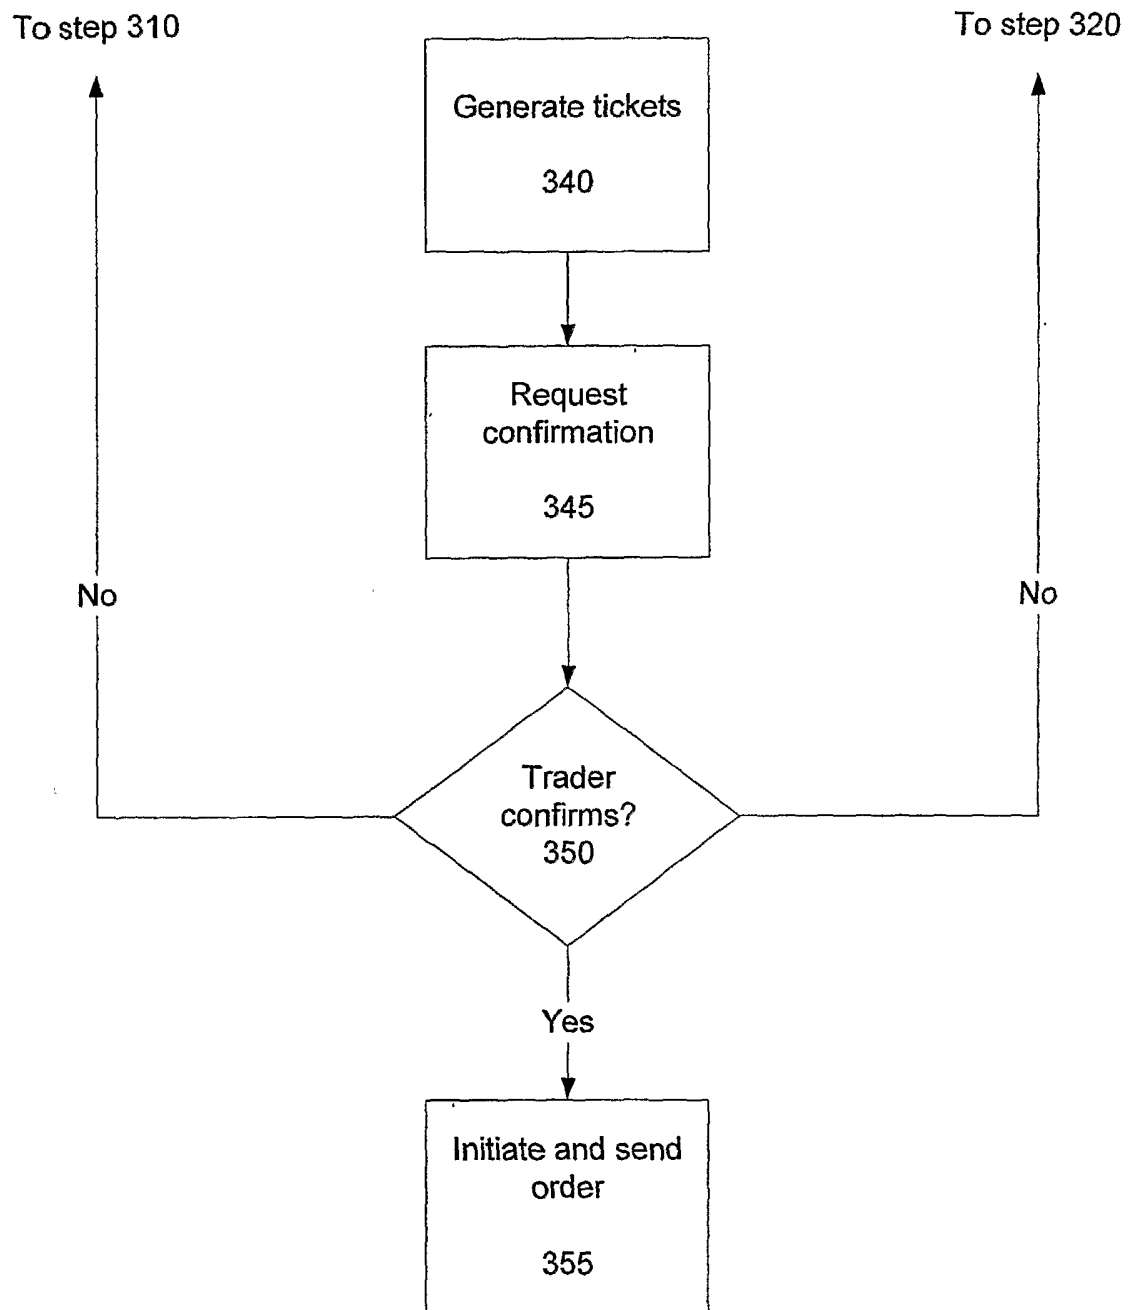 To step 310
To step 320
Generate tickets
340
Request
confirmation
345
No
No
Trader
confirms?
350
Yes
Initiate and send
order
355